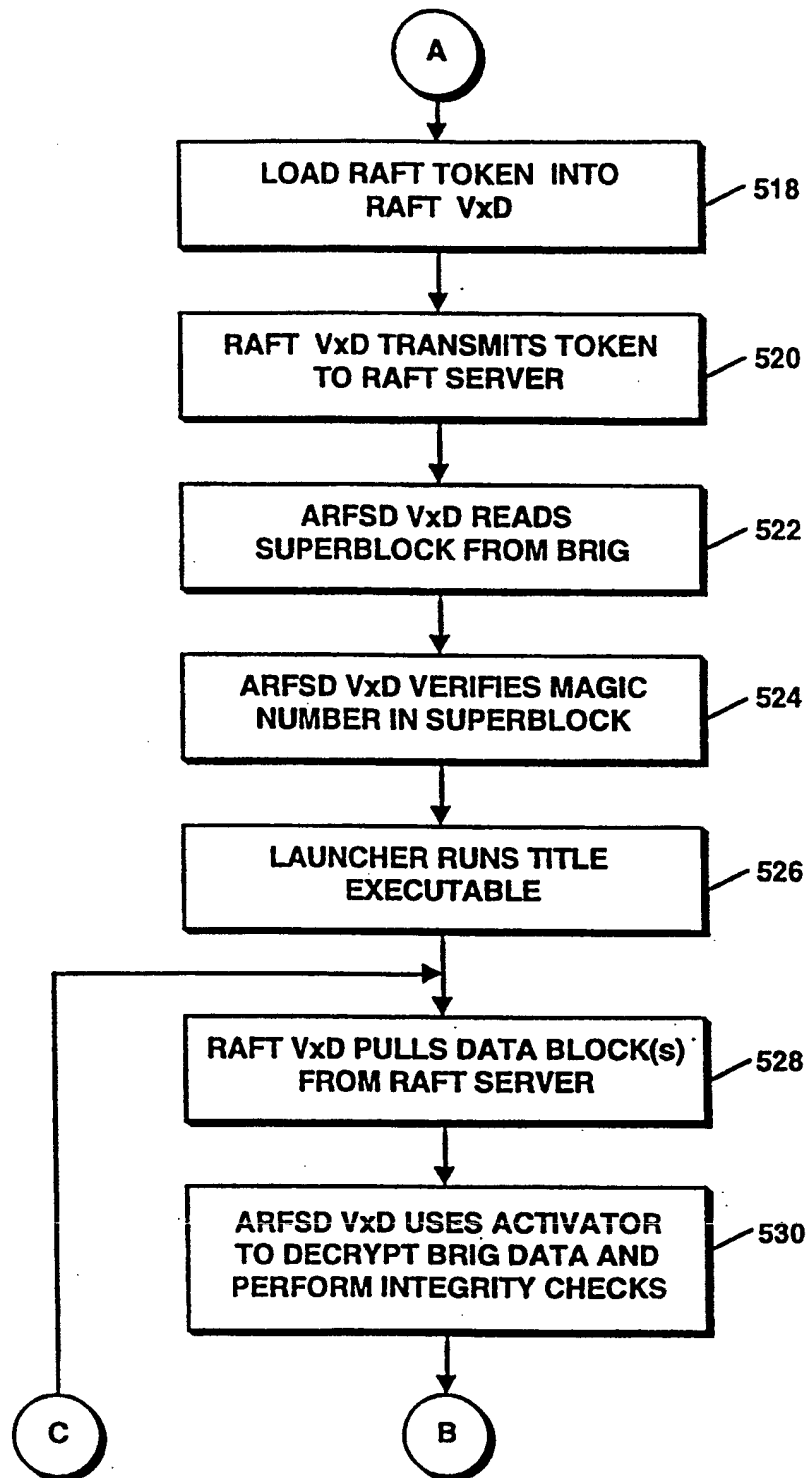 A
LOAD RAFT TOKEN INTO
RAFT VxD
518
RAFT VxD TRANSMITS TOKEN
TO RAFT SERVER
520
ARFSD VxD READS
SUPERBLOCK FROM BRIG
522
ARFSD VxD VERIFIES MAGIC
NUMBER IN SUPERBLOCK
524
LAUNCHER RUNS TITLE
EXECUTABLE
526
RAFT VxD PULLS DATA BLOCK(s)
FROM RAFT SERVER
528
ARFSD VxD USES ACTIVATOR
TO DECRYPT BRIG DATA AND
PERFORM INTEGRITY CHECKS
530
C
B